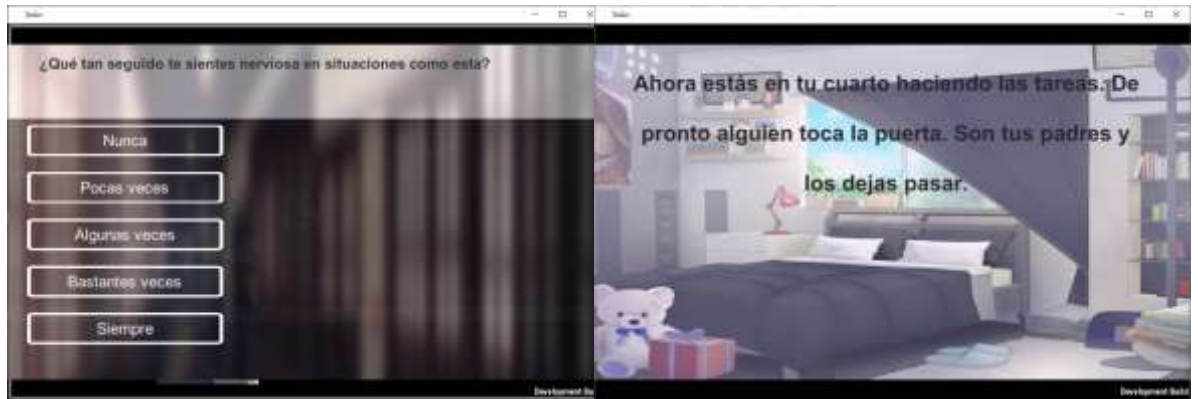 ¿Qué tan seguido te sientes nerviosa en situaciones como esta?
Nunca
Pocas veces
Algunas veces
Bastantes veces
Siempre
Development Bu
Ahora estás en tu cuarto haciendo las tareas. De
pronto alguien toca la puerta. Son tus padres y
los dejas pasar.
Development Build